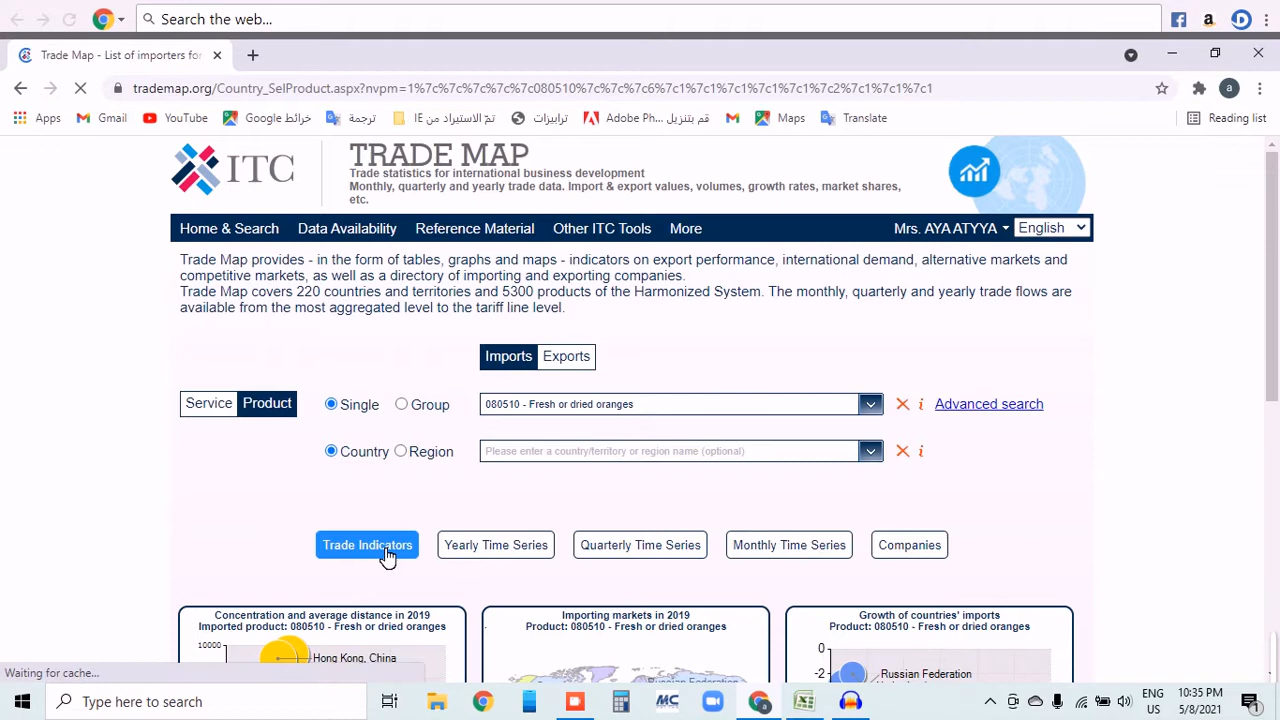 Search the web...
Trade Map - List of importers for
trademap.org/Country_SelProduct.aspx?nvpm=1%7c%7c%7c%7c080510%7c%7c%7c6%7c1%7c1%7c1%7c1%7c1%7c2%7c1%7c1%7c1
Apps
Gmail
YouTube
خرائط Google
ترجمة
تمّ الاستيراد من IE
ترابيزات
قم بتنزيل Adobe Ph...
Maps
Translate
Reading list
ITC
TRADE MAP
Trade statistics for international business development
Monthly, quarterly and yearly trade data. Import & export values, volumes, growth rates, market shares,
etc.
Home & Search Data Availability Reference Material Other ITC Tools More Mrs. AYA ATYYA English
Trade Map provides - in the form of tables, graphs and maps - indicators on export performance, international demand, alternative markets and
competitive markets, as well as a directory of importing and exporting companies.
Trade Map covers 220 countries and territories and 5300 products of the Harmonized System. The monthly, quarterly and yearly trade flows are
available from the most aggregated level to the tariff line level.
Imports Exports
Service Product Single Group 080510 - Fresh or dried oranges i Advanced search
Country Region Please enter a country/territory or region name (optional) i
Trade Indicators Yearly Time Series Quarterly Time Series Monthly Time Series Companies
Concentration and average distance in 2019
Imported product: 080510 - Fresh or dried oranges
10000
Hong Kong, China
Importing markets in 2019
Product: 080510 - Fresh or dried oranges
Russian Federation
Growth of countries' imports
Product: 080510 - Fresh or dried oranges
0
-2
Russian Federation
Waiting for cache...
Type here to search
MC
ENG
US
10:35 PM
5/8/2021
1